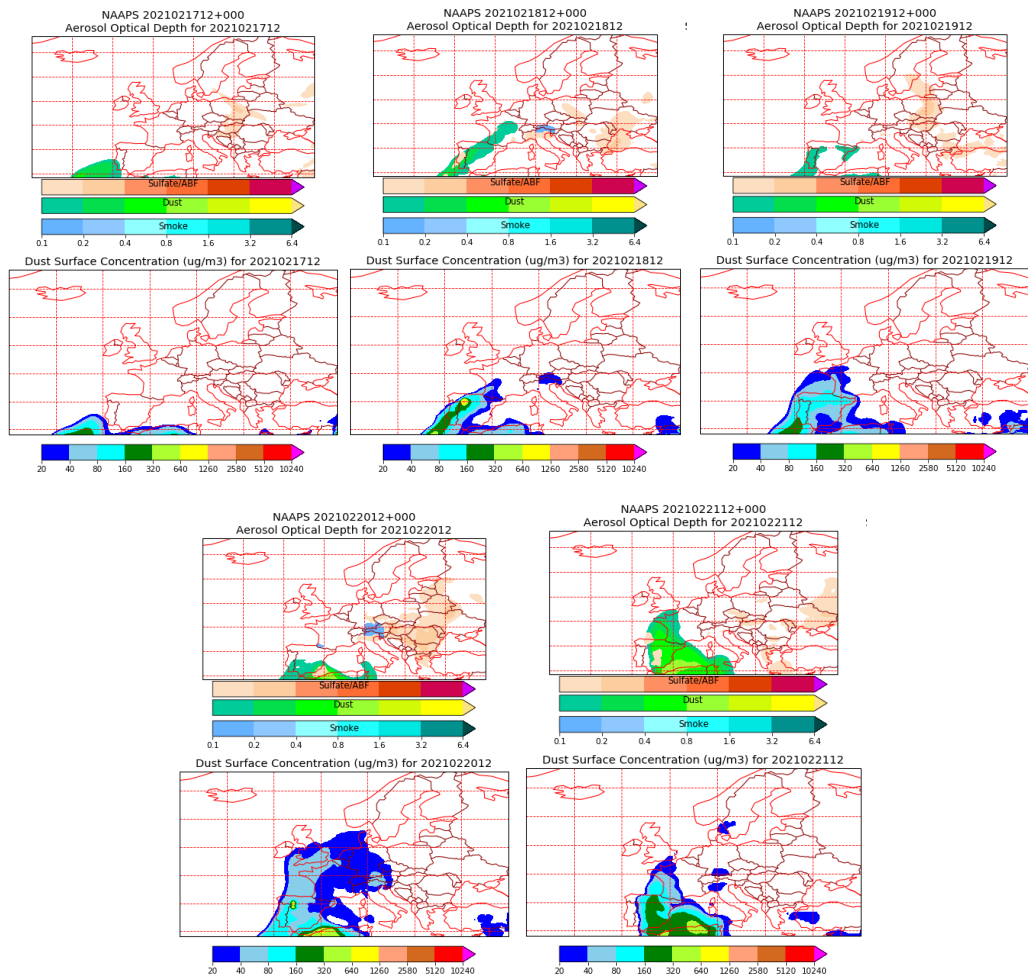 NAAPS 2021021712+000
Aerosol Optical Depth for 2021021712
NAAPS 2021021812+000
Aerosol Optical Depth for 2021021812
NAAPS 2021021912+000
Aerosol Optical Depth for 2021021912
Sulfate/ABF
Dust
Smoke
0.1 0.2 0.4 0.8 1.6 3.2 6.4
Sulfate/ABF
Dust
Smoke
0.1 0.2 0.4 0.8 1.6 3.2 6.4
Sulfate/ABF
Dust
Smoke
0.1 0.2 0.4 0.8 1.6 3.2 6.4
Dust Surface Concentration (ug/m3) for 2021021712
Dust Surface Concentration (ug/m3) for 2021021812
Dust Surface Concentration (ug/m3) for 2021021912
20 40 80 160 320 640 1260 2580 5120 10240
20 40 80 160 320 640 1260 2580 5120 10240
20 40 80 160 320 640 1260 2580 5120 10240
NAAPS 2021022012+000
Aerosol Optical Depth for 2021022012
NAAPS 2021022112+000
Aerosol Optical Depth for 2021022112
Sulfate/ABF
Dust
Smoke
0.1 0.2 0.4 0.8 1.6 3.2 6.4
Sulfate/ABF
Dust
Smoke
0.1 0.2 0.4 0.8 1.6 3.2 6.4
Dust Surface Concentration (ug/m3) for 2021022012
Dust Surface Concentration (ug/m3) for 2021022112
20 40 80 160 320 640 1260 2580 5120 10240
20 40 80 160 320 640 1260 2580 5120 10240